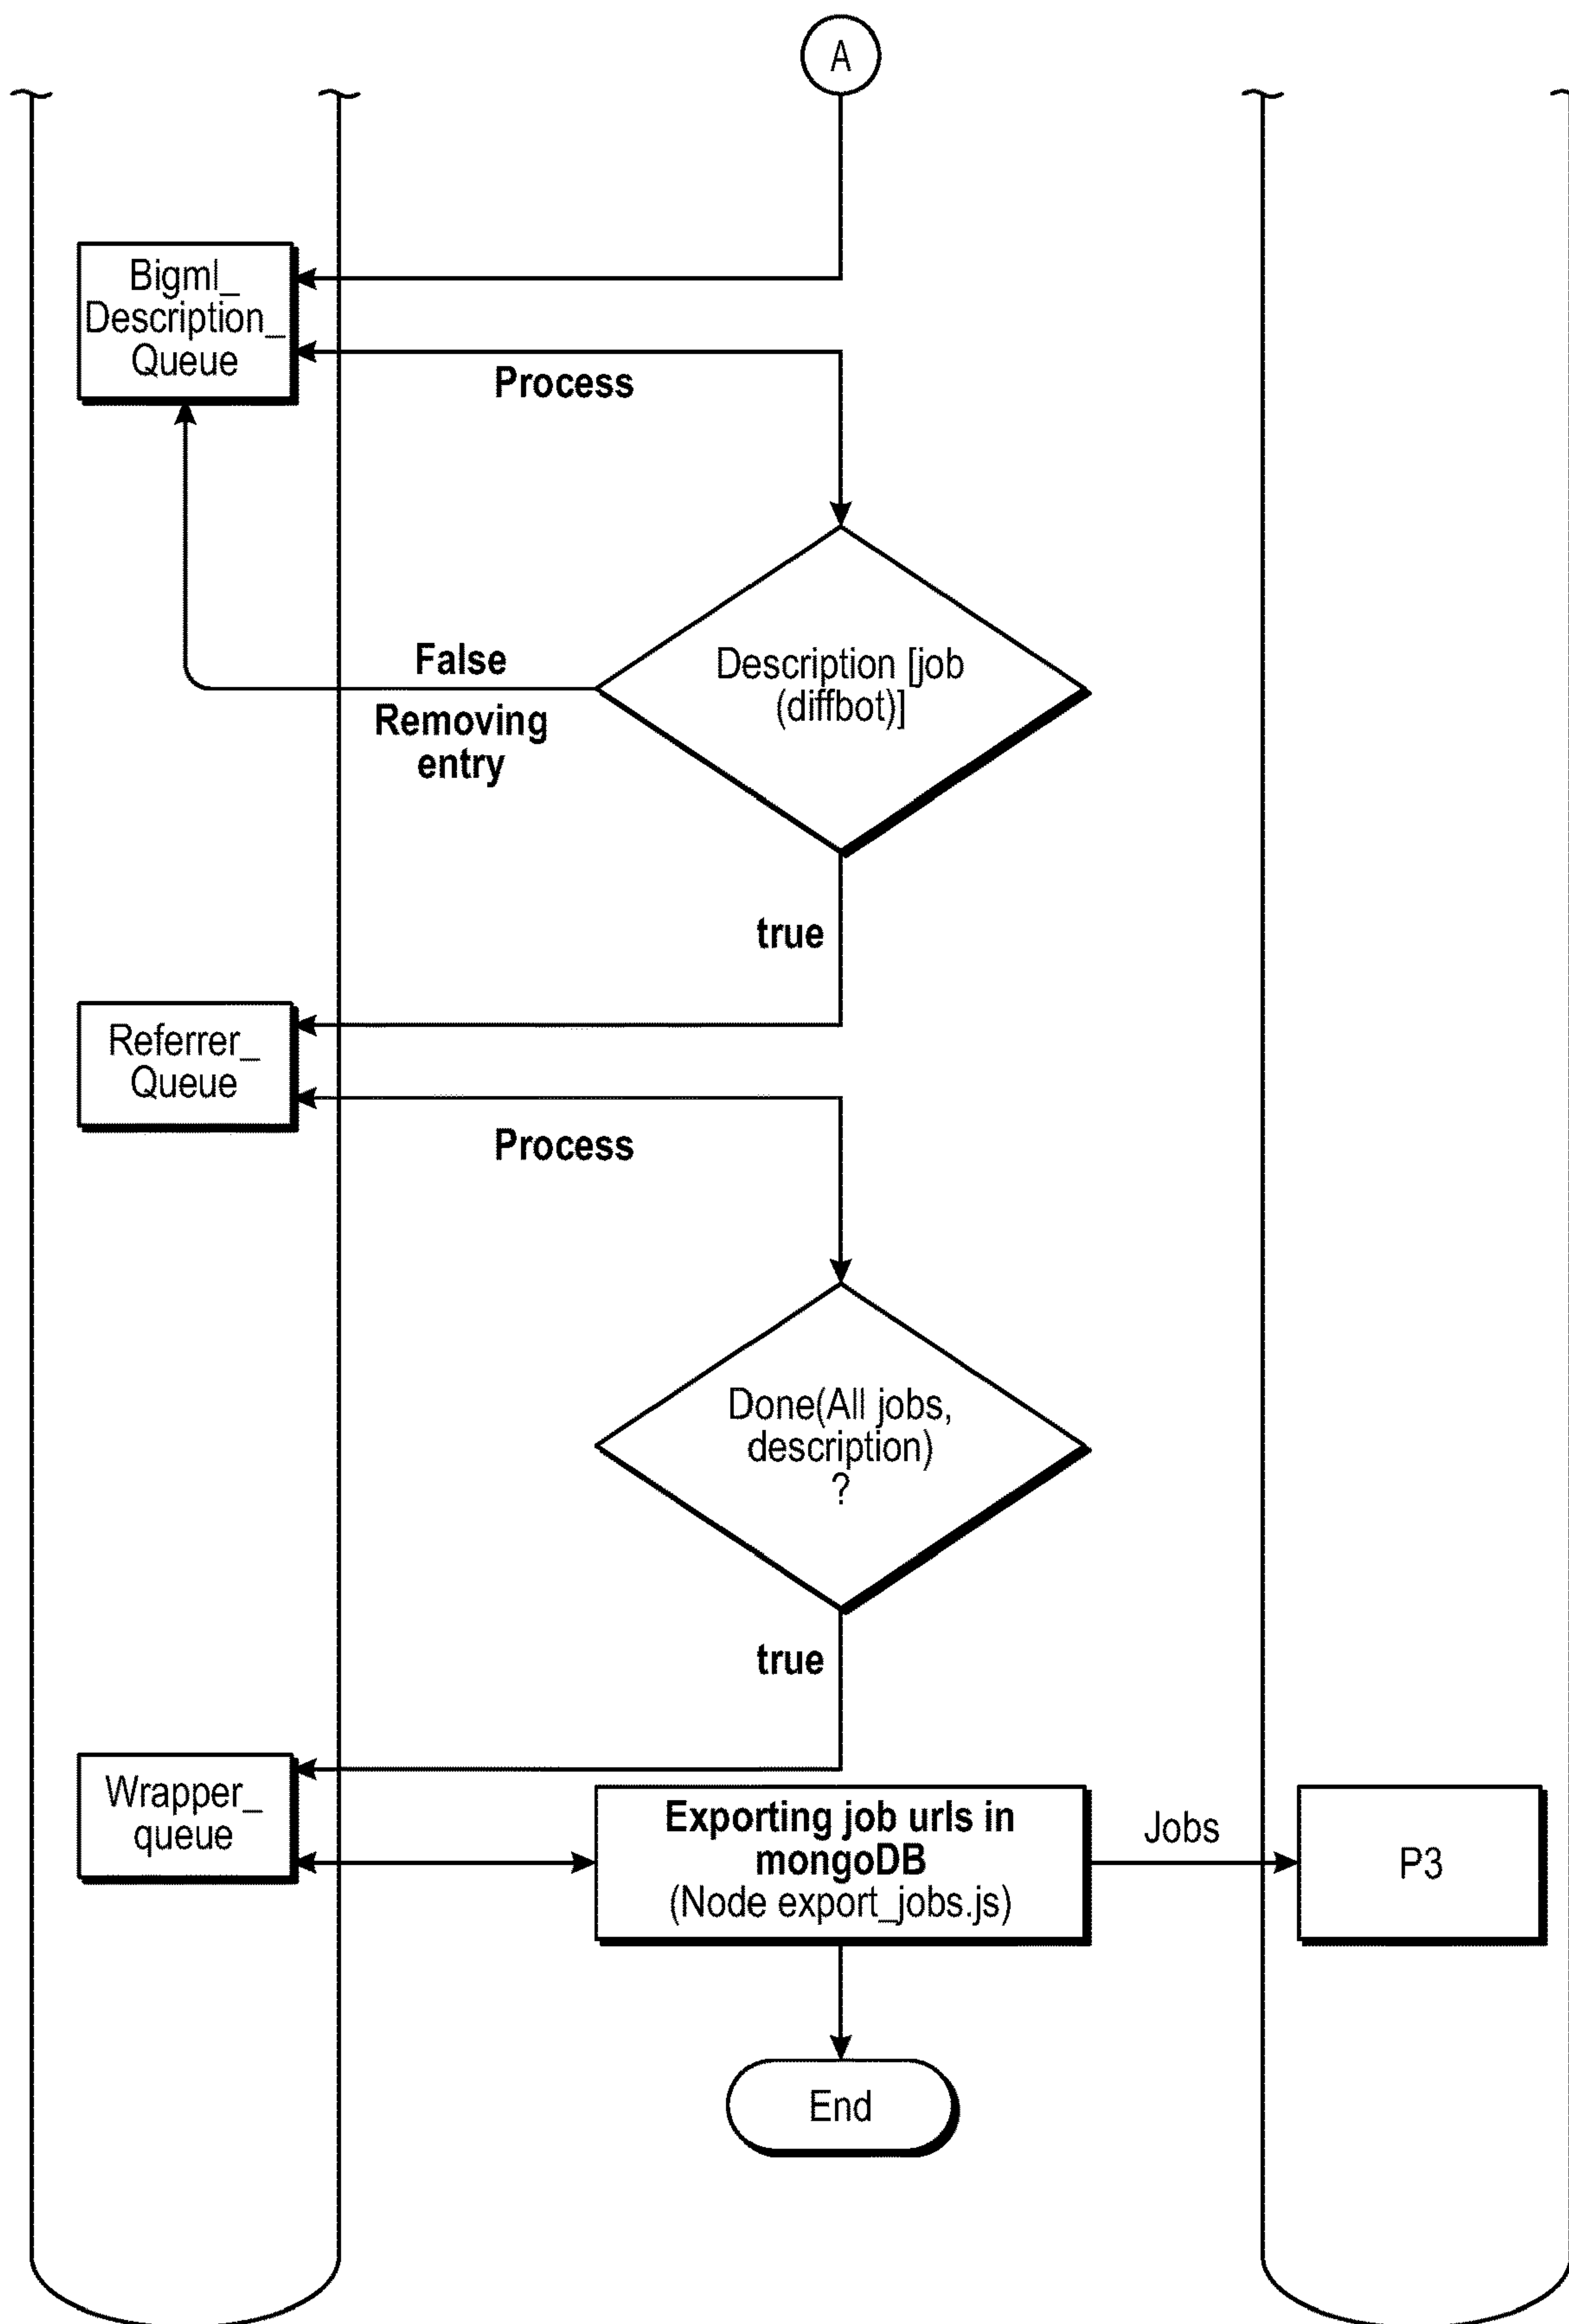 A
Bigml_
Description_
Queue
Process
False
Removing
entry
Description [job
(diffbot)]
true
Referrer_
Queue
Process
Done(All jobs,
description)
?
true
Wrapper_
queue
Exporting job urls in
mongoDB
(Node export_jobs.js)
Jobs
P3
End